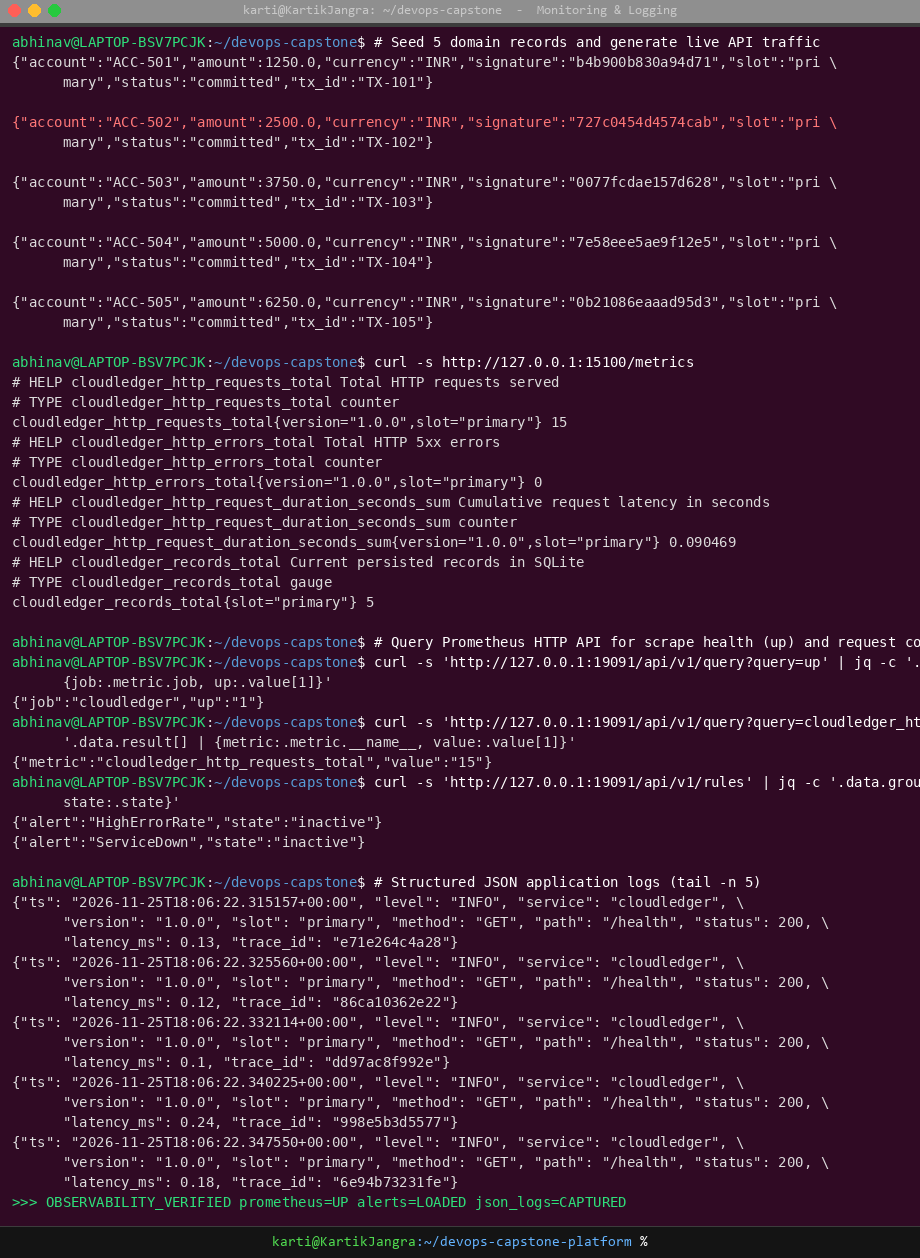 karti@KartikJangra: ~/devops-capstone  -  Monitoring & Logging
abhinav@LAPTOP-BSV7PCJK:~/devops-capstone$ # Seed 5 domain records and generate live API traffic
{"account":"ACC-501","amount":1250.0,"currency":"INR","signature":"b4b900b830a94d71","slot":"pri \
      mary","status":"committed","tx_id":"TX-101"}
{"account":"ACC-502","amount":2500.0,"currency":"INR","signature":"727c0454d4574cab","slot":"pri \
      mary","status":"committed","tx_id":"TX-102"}
{"account":"ACC-503","amount":3750.0,"currency":"INR","signature":"0077fcdae157d628","slot":"pri \
      mary","status":"committed","tx_id":"TX-103"}
{"account":"ACC-504","amount":5000.0,"currency":"INR","signature":"7e58eee5ae9f12e5","slot":"pri \
      mary","status":"committed","tx_id":"TX-104"}
{"account":"ACC-505","amount":6250.0,"currency":"INR","signature":"0b21086eaaad95d3","slot":"pri \
      mary","status":"committed","tx_id":"TX-105"}
abhinav@LAPTOP-BSV7PCJK:~/devops-capstone$ curl -s http://127.0.0.1:15100/metrics
# HELP cloudledger_http_requests_total Total HTTP requests served
# TYPE cloudledger_http_requests_total counter
cloudledger_http_requests_total{version="1.0.0",slot="primary"} 15
# HELP cloudledger_http_errors_total Total HTTP 5xx errors
# TYPE cloudledger_http_errors_total counter
cloudledger_http_errors_total{version="1.0.0",slot="primary"} 0
# HELP cloudledger_http_request_duration_seconds_sum Cumulative request latency in seconds
# TYPE cloudledger_http_request_duration_seconds_sum counter
cloudledger_http_request_duration_seconds_sum{version="1.0.0",slot="primary"} 0.090469
# HELP cloudledger_records_total Current persisted records in SQLite
# TYPE cloudledger_records_total gauge
cloudledger_records_total{slot="primary"} 5
abhinav@LAPTOP-BSV7PCJK:~/devops-capstone$ # Query Prometheus HTTP API for scrape health (up) and request co
abhinav@LAPTOP-BSV7PCJK:~/devops-capstone$ curl -s 'http://127.0.0.1:19091/api/v1/query?query=up' | jq -c '.
      {job:.metric.job, up:.value[1]}'
{"job":"cloudledger","up":"1"}
abhinav@LAPTOP-BSV7PCJK:~/devops-capstone$ curl -s 'http://127.0.0.1:19091/api/v1/query?query=cloudledger_ht
      '.data.result[] | {metric:.metric.__name__, value:.value[1]}'
{"metric":"cloudledger_http_requests_total","value":"15"}
abhinav@LAPTOP-BSV7PCJK:~/devops-capstone$ curl -s 'http://127.0.0.1:19091/api/v1/rules' | jq -c '.data.grou
      state:.state}'
{"alert":"HighErrorRate","state":"inactive"}
{"alert":"ServiceDown","state":"inactive"}
abhinav@LAPTOP-BSV7PCJK:~/devops-capstone$ # Structured JSON application logs (tail -n 5)
{"ts": "2026-11-25T18:06:22.315157+00:00", "level": "INFO", "service": "cloudledger", \
      "version": "1.0.0", "slot": "primary", "method": "GET", "path": "/health", "status": 200, \
      "latency_ms": 0.13, "trace_id": "e71e264c4a28"}
{"ts": "2026-11-25T18:06:22.325560+00:00", "level": "INFO", "service": "cloudledger", \
      "version": "1.0.0", "slot": "primary", "method": "GET", "path": "/health", "status": 200, \
      "latency_ms": 0.12, "trace_id": "86ca10362e22"}
{"ts": "2026-11-25T18:06:22.332114+00:00", "level": "INFO", "service": "cloudledger", \
      "version": "1.0.0", "slot": "primary", "method": "GET", "path": "/health", "status": 200, \
      "latency_ms": 0.1, "trace_id": "dd97ac8f992e"}
{"ts": "2026-11-25T18:06:22.340225+00:00", "level": "INFO", "service": "cloudledger", \
      "version": "1.0.0", "slot": "primary", "method": "GET", "path": "/health", "status": 200, \
      "latency_ms": 0.24, "trace_id": "998e5b3d5577"}
{"ts": "2026-11-25T18:06:22.347550+00:00", "level": "INFO", "service": "cloudledger", \
      "version": "1.0.0", "slot": "primary", "method": "GET", "path": "/health", "status": 200, \
      "latency_ms": 0.18, "trace_id": "6e94b73231fe"}
>>> OBSERVABILITY_VERIFIED prometheus=UP alerts=LOADED json_logs=CAPTURED
karti@KartikJangra:~/devops-capstone-platform %